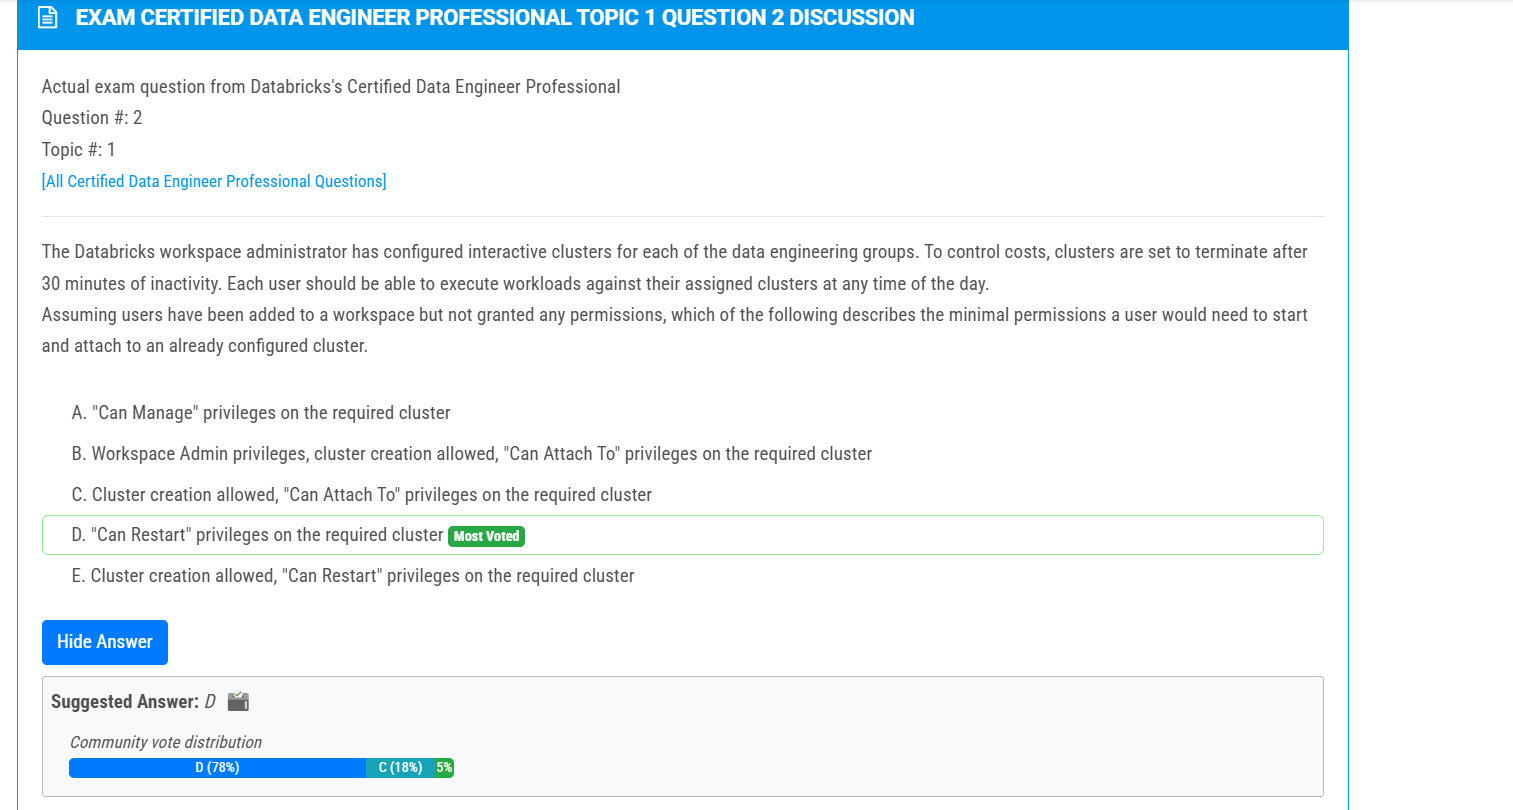 EXAM CERTIFIED DATA ENGINEER PROFESSIONAL TOPIC 1 QUESTION 2 DISCUSSION
Actual exam question from Databricks's Certified Data Engineer Professional
Question #: 2
Topic #: 1
[All Certified Data Engineer Professional Questions]
The Databricks workspace administrator has configured interactive clusters for each of the data engineering groups. To control costs, clusters are set to terminate after
30 minutes of inactivity. Each user should be able to execute workloads against their assigned clusters at any time of the day.
Assuming users have been added to a workspace but not granted any permissions, which of the following describes the minimal permissions a user would need to start
and attach to an already configured cluster.
A. "Can Manage" privileges on the required cluster
B. Workspace Admin privileges, cluster creation allowed, "Can Attach To" privileges on the required cluster
C. Cluster creation allowed, "Can Attach To" privileges on the required cluster
D. "Can Restart" privileges on the required cluster Most Voted
E. Cluster creation allowed, "Can Restart" privileges on the required cluster
Hide Answer
Suggested Answer: D
Community vote distribution
D (78%) C (18%) 5%